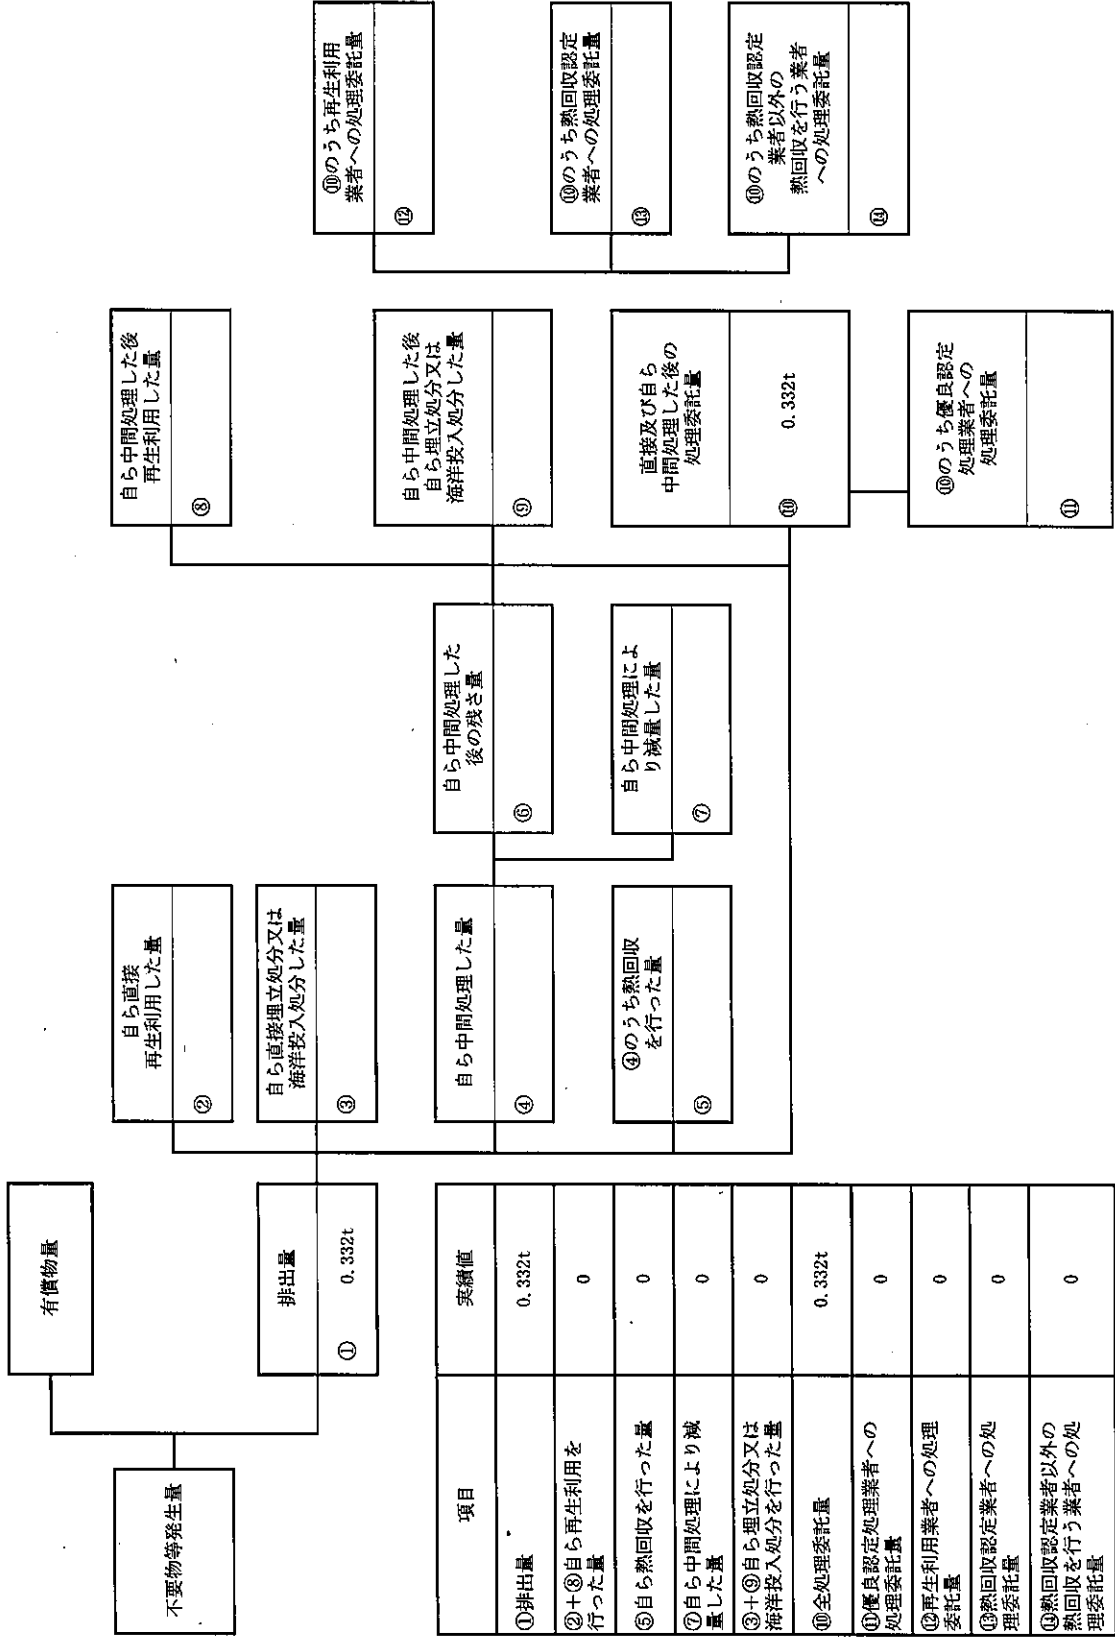 不要物等発生量
有償物量
排出量
① 0.332t
自ら直接
再生利用した量
②
自ら直接埋立処分又は
海洋投入処分した量
③
自ら中間処理した量
④
④のうち熱回収
を行った量
⑤
自ら中間処理した
後の残さ量
⑥
自ら中間処理によ
り減量した量
⑦
自ら中間処理した後
再生利用した量
⑧
自ら中間処理した後
自ら埋立処分又は
海洋投入処分した量
⑨
直接及び自ら
中間処理した後の
処理委託量
⑩ 0.332t
⑩のうち優良認定
処理業者への
処理委託量
⑪
⑩のうち再生利用
業者への処理委託量
⑫
⑩のうち熱回収認定
業者への処理委託量
⑬
⑩のうち熱回収認定
業者以外の
熱回収を行う業者
への処理委託量
⑭
項目 実績値
①排出量 0.332t
②+⑧自ら再生利用を
行った量 0
⑤自ら熱回収を行った量 0
⑦自ら中間処理により減
量した量 0
③+⑨自ら埋立処分又は
海洋投入処分を行った量 0
⑩全処理委託量 0.332t
⑪優良認定処理業者への
処理委託量 0
⑫再生利用業者への処理
委託量 0
⑬熱回収認定業者への処
理委託量 0
⑭熱回収認定業者以外の
熱回収を行う業者への処
理委託量 0